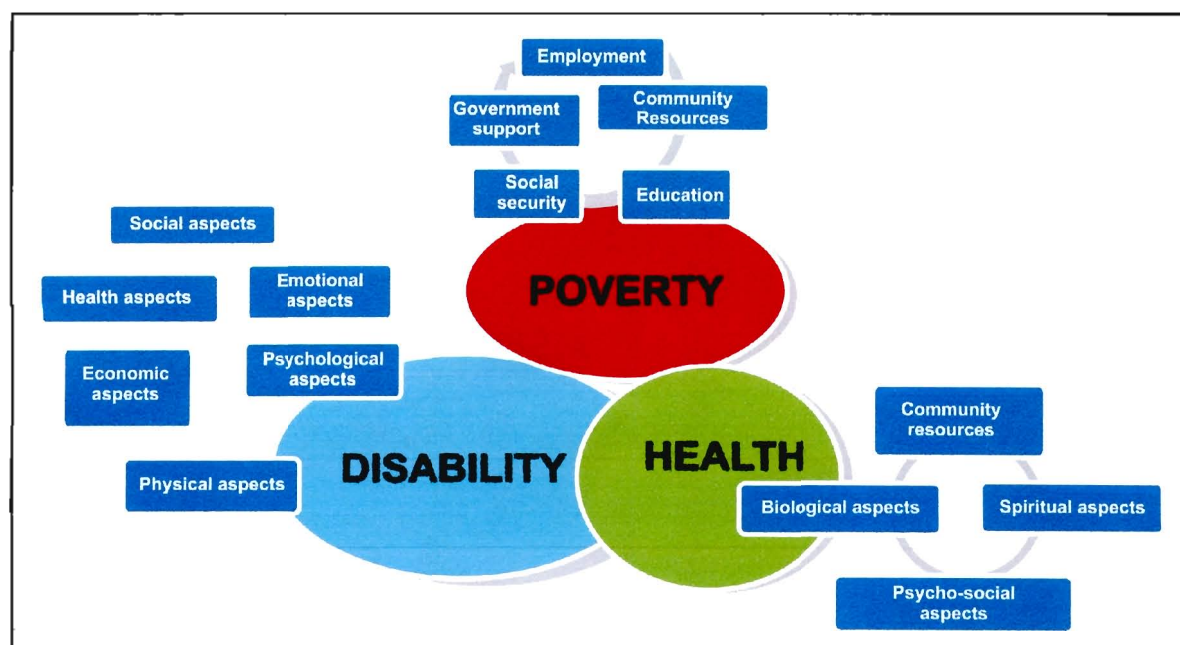 Employment
Government
support
Community
Resources
Social
security
Education
POVERTY
Social aspects
Health aspects
Emotional
aspects
Economic
aspects
Psychological
aspects
Physical aspects
DISABILITY
HEALTH
Community
resources
Biological aspects
Spiritual aspects
Psycho-social
aspects